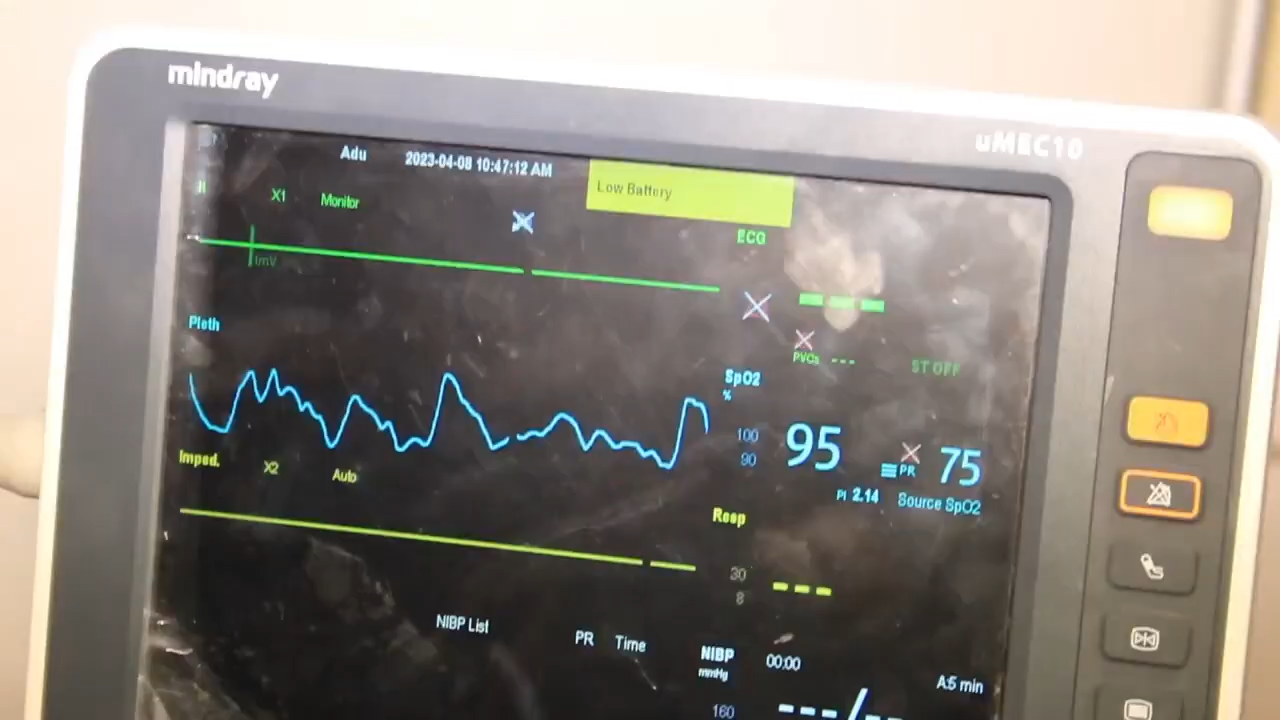 mindray
uMEC10
Adu 2023-04-08 10:47:12 AM Low Battery
II X1 Monitor
ECG
1mV
PVCs --- ST OFF
Pleth
SpO2
%
100
90
95
PR 75
PI 2.14 Source SpO2
Imped. X2 Auto
Resp
30
8
---
NIBP List PR Time
NIBP 00:00
mmHg
A:5 min
160
---/--